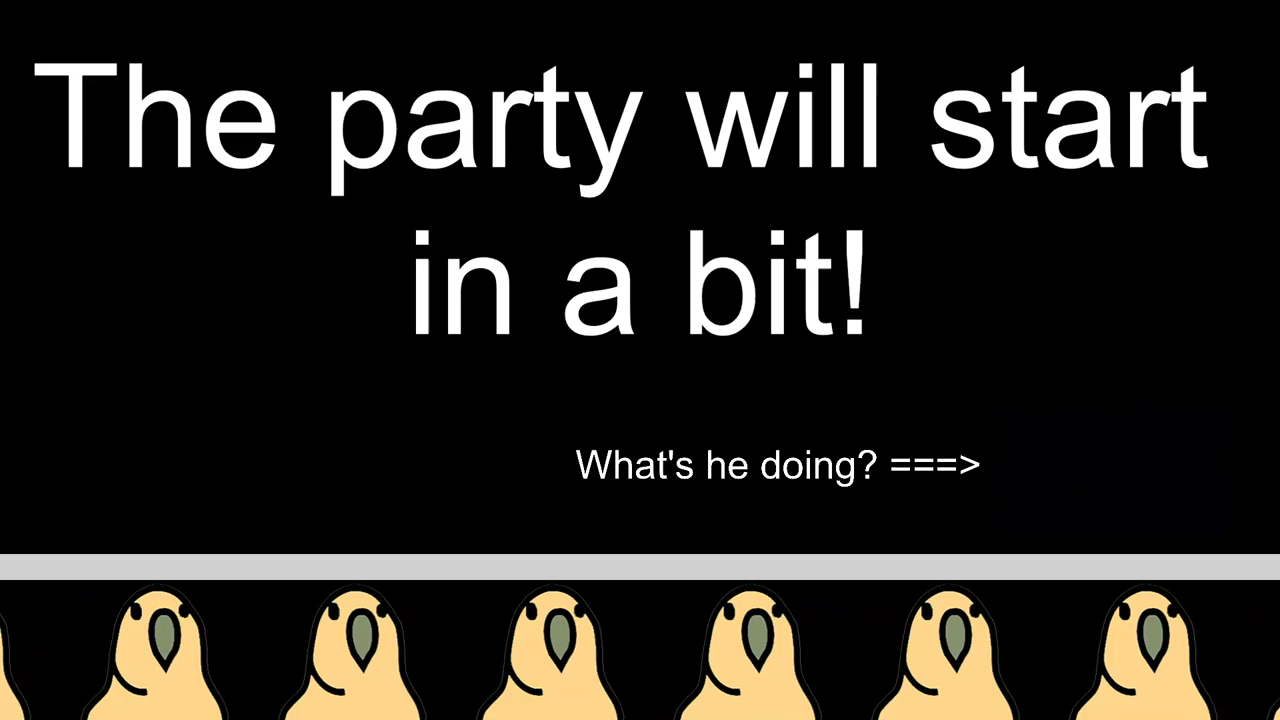 The party will start
in a bit!
What's he doing? ===>